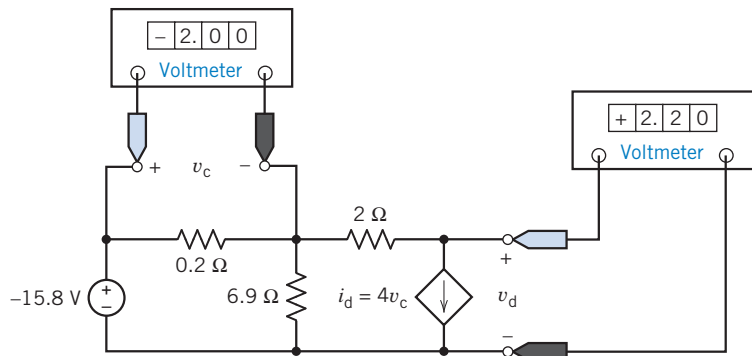 − 2. 0 0
Voltmeter
+ 2. 2 0
Voltmeter
+ vc −
2 Ω
0.2 Ω
+
−15.8 V
+
−
6.9 Ω
id = 4vc
vd
−